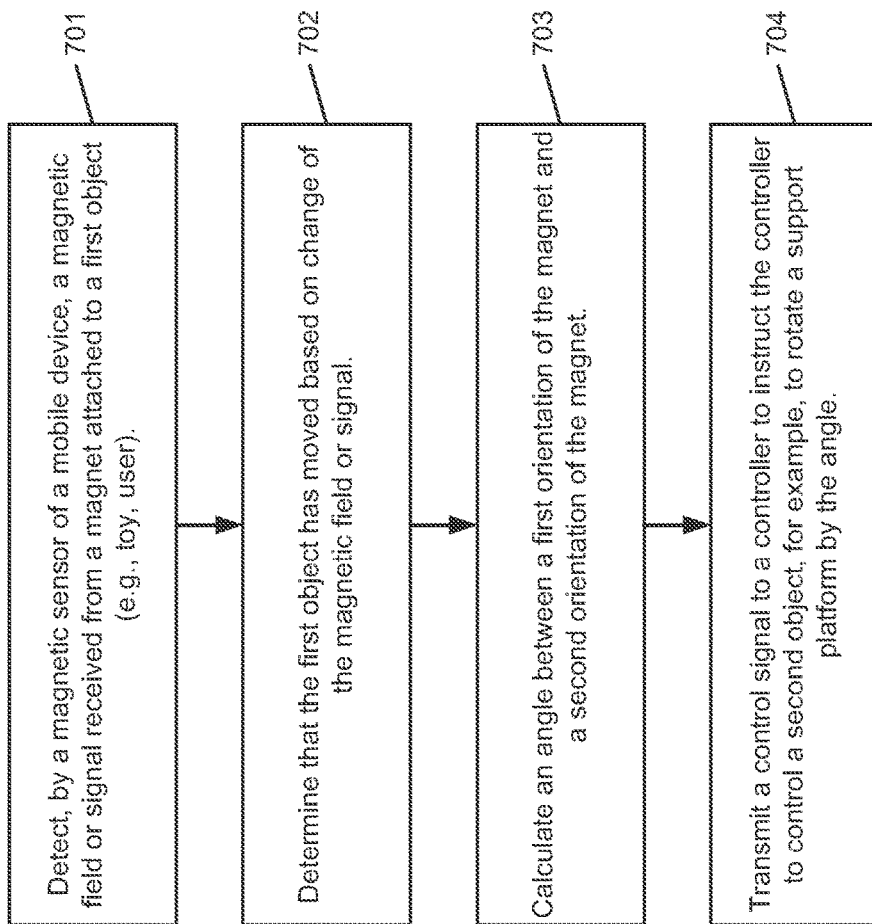 701
Detect, by a magnetic sensor of a mobile device, a magnetic
field or signal received from a magnet attached to a first object
(e.g., toy, user).
702
Determine that the first object has moved based on change of
the magnetic field or signal.
703
Calculate an angle between a first orientation of the magnet and
a second orientation of the magnet.
704
Transmit a control signal to a controller to instruct the controller
to control a second object, for example, to rotate a support
platform by the angle.